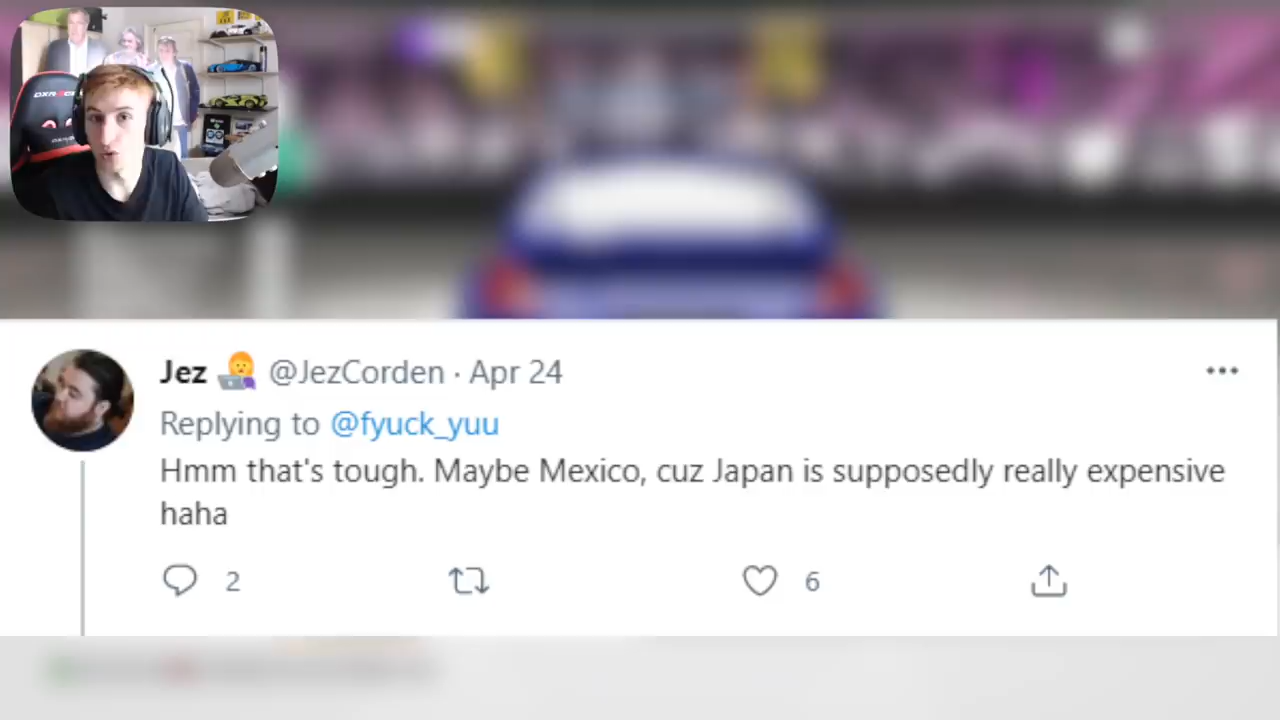 Jez @JezCorden · Apr 24
Replying to @fyuck_yuu
Hmm that's tough. Maybe Mexico, cuz Japan is supposedly really expensive
haha
2 6